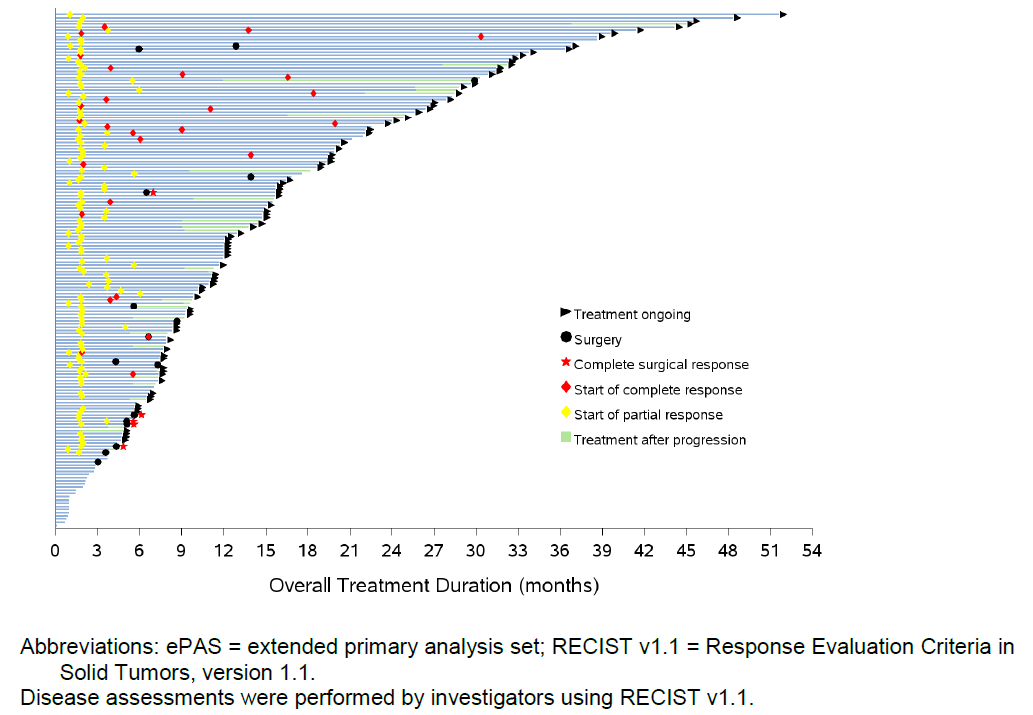 Treatment ongoing
Surgery
Complete surgical response
Start of complete response
Start of partial response
Treatment after progression
0 3 6 9 12 15 18 21 24 27 30 33 36 39 42 45 48 51 54
Overall Treatment Duration (months)
Abbreviations: ePAS = extended primary analysis set; RECIST v1.1 = Response Evaluation Criteria in
Solid Tumors, version 1.1.
Disease assessments were performed by investigators using RECIST v1.1.